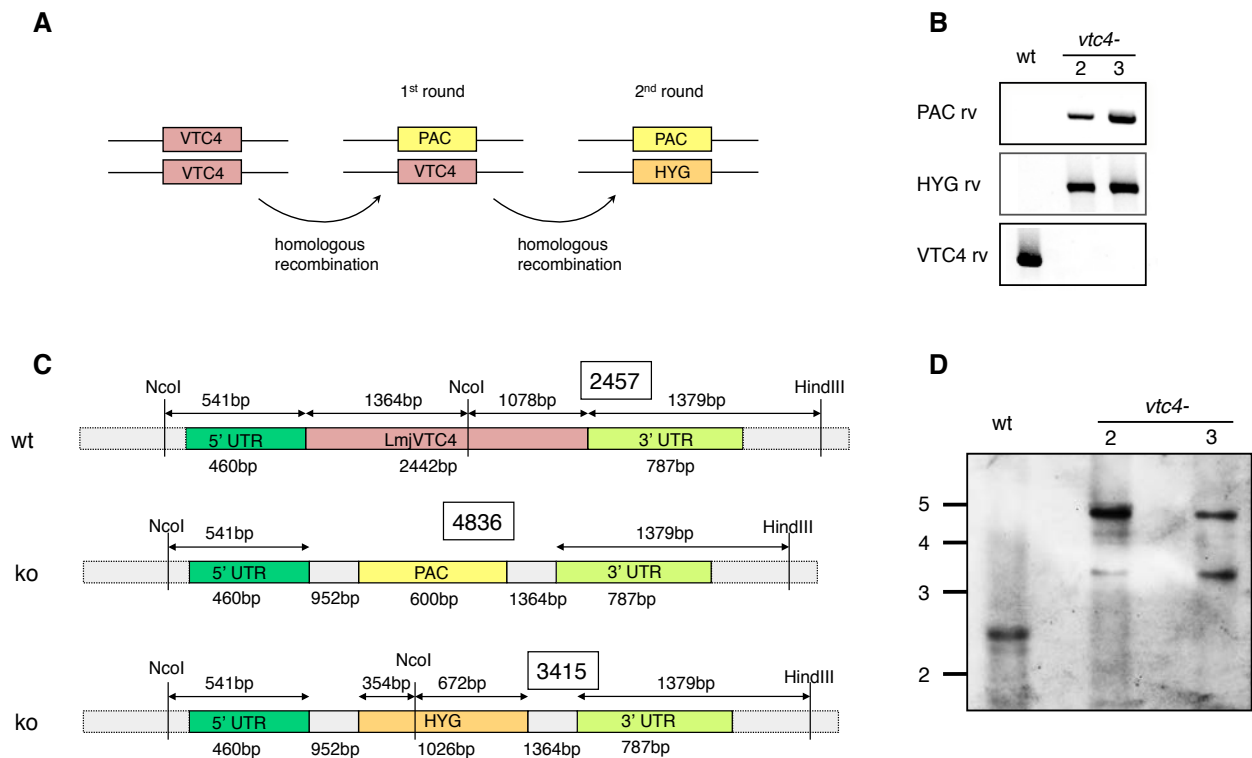 A
1st round
2nd round
VTC4
VTC4
PAC
VTC4
PAC
HYG
homologous
recombination
homologous
recombination
B
vtc4-
wt
2
3
PAC rv
HYG rv
VTC4 rv
C
2457
NcoI
NcoI
HindIII
541bp
1364bp
1078bp
1379bp
wt
5' UTR
LmjVTC4
3' UTR
460bp
2442bp
787bp
4836
NcoI
HindIII
541bp
1379bp
ko
5' UTR
PAC
3' UTR
460bp
952bp
600bp
1364bp
787bp
NcoI
NcoI
3415
HindIII
541bp
354bp
672bp
1379bp
ko
5' UTR
HYG
3' UTR
460bp
952bp
1026bp
1364bp
787bp
D
vtc4-
wt
2
3
5
4
3
2